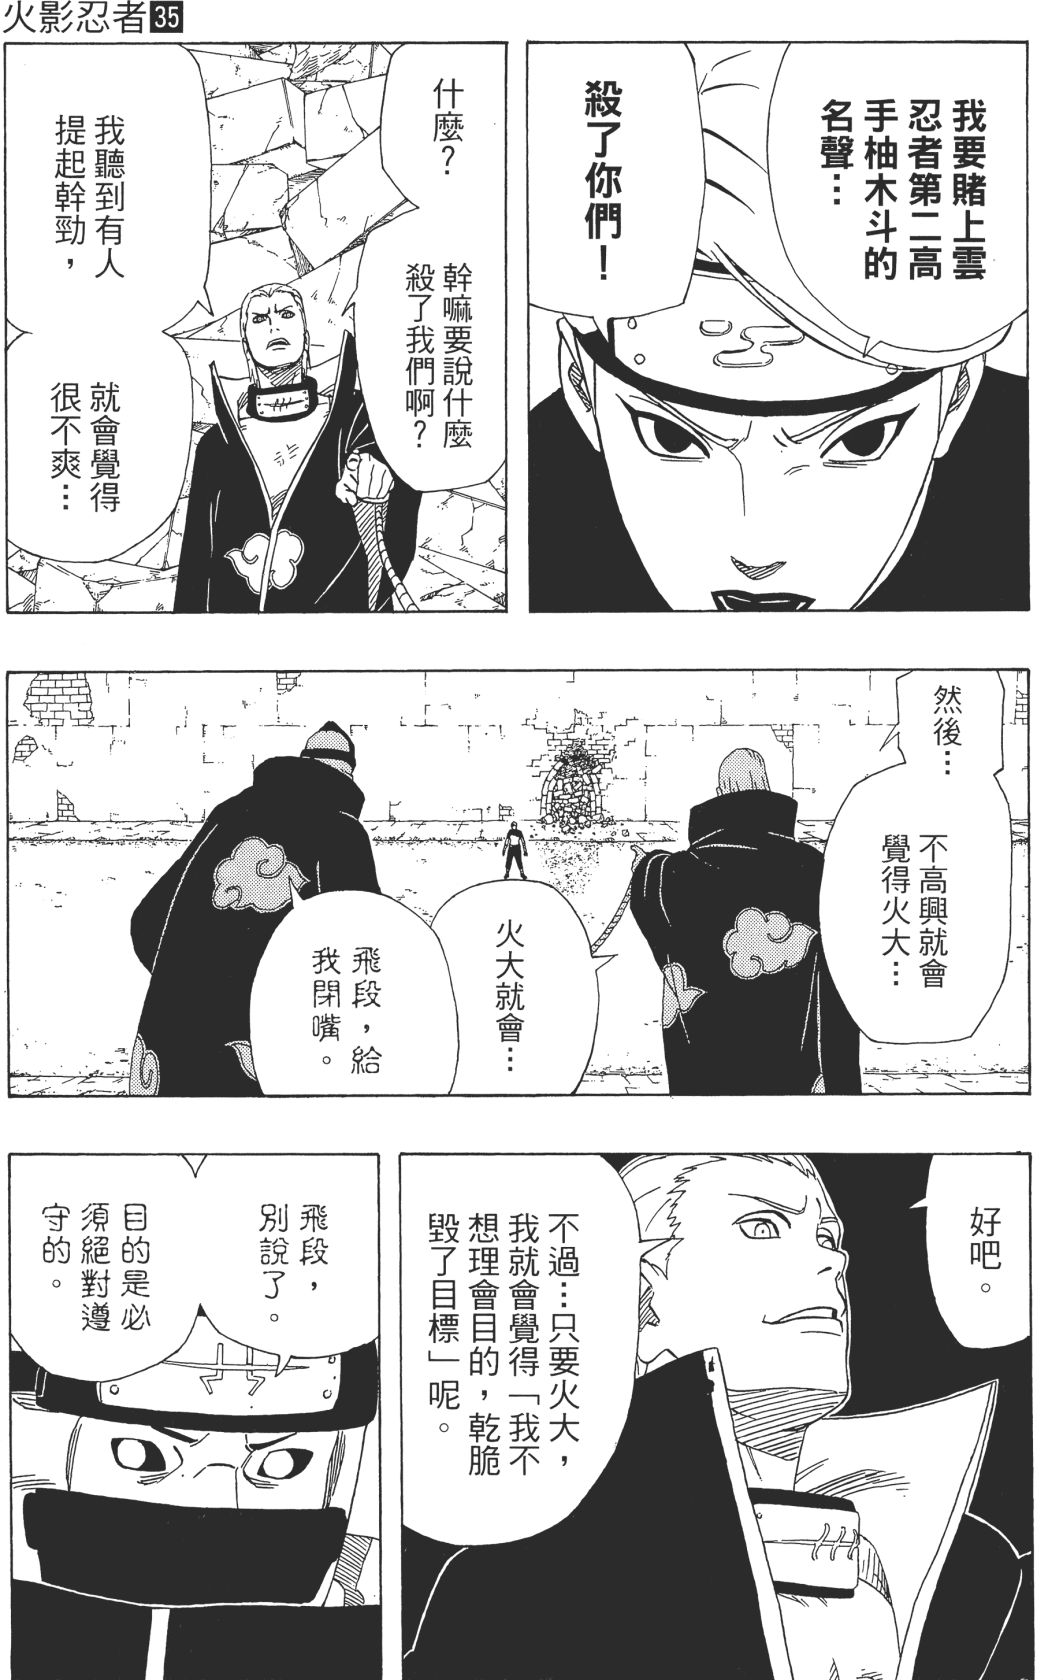 火影忍者35
我要賭上雲
忍者第二高
手柚木斗的
名聲…
殺了你們！
什麼？
幹嘛要說什麼
殺了我們啊？
我聽到有人
提起幹勁，
就會覺得
很不爽…
然後…
不高興就會
覺得火大…
火大就會…
飛段，給
我閉嘴。
好吧。
不過…只要火大，
我就會覺得「我不
想理會目的，乾脆
毀了目標」呢。
飛段，
別說了。
目的是必
須絕對遵
守的。